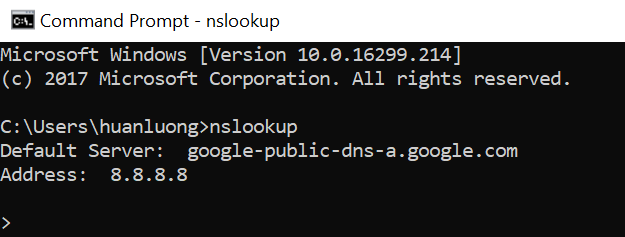 Command Prompt - nslookup
Microsoft Windows [Version 10.0.16299.214]
(c) 2017 Microsoft Corporation. All rights reserved.
C:\Users\huanluong>nslookup
Default Server:  google-public-dns-a.google.com
Address:  8.8.8.8
>